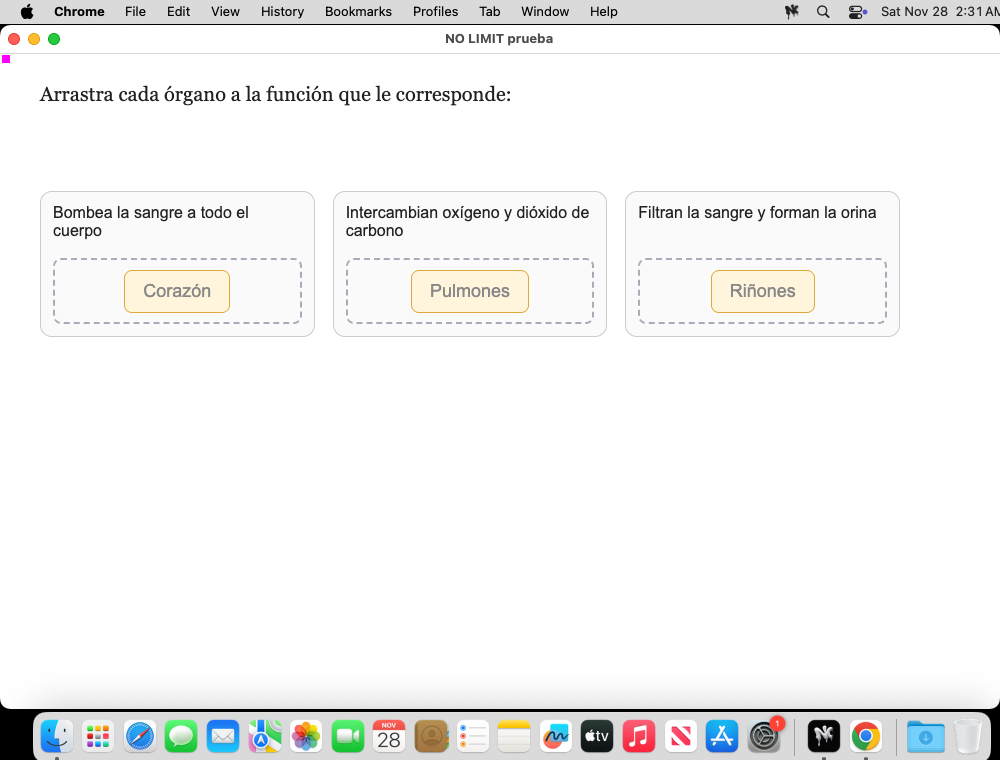 Chrome File Edit View History Bookmarks Profiles Tab Window Help Sat Nov 28 2:31 AM
NO LIMIT prueba
Arrastra cada órgano a la función que le corresponde:
Bombea la sangre a todo el
cuerpo
Corazón
Intercambian oxígeno y dióxido de
carbono
Pulmones
Filtran la sangre y forman la orina
Riñones
NOV
28
tv
1